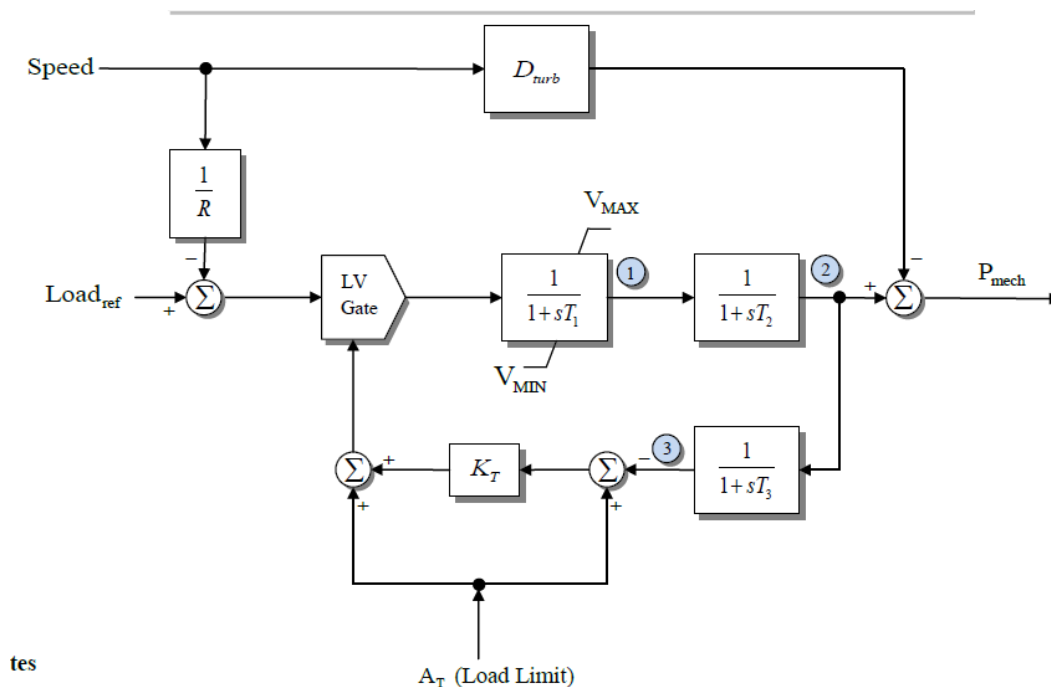 Speed
D_turb
1
R
−
V_MAX
LV
Gate
1
2
−
P_mech
Load_ref
+
Σ
1
1+sT_1
1
1+sT_2
+
Σ
V_MIN
3
Σ
+
+
K_T
Σ
−
+
1
1+sT_3
tes
A_T (Load Limit)